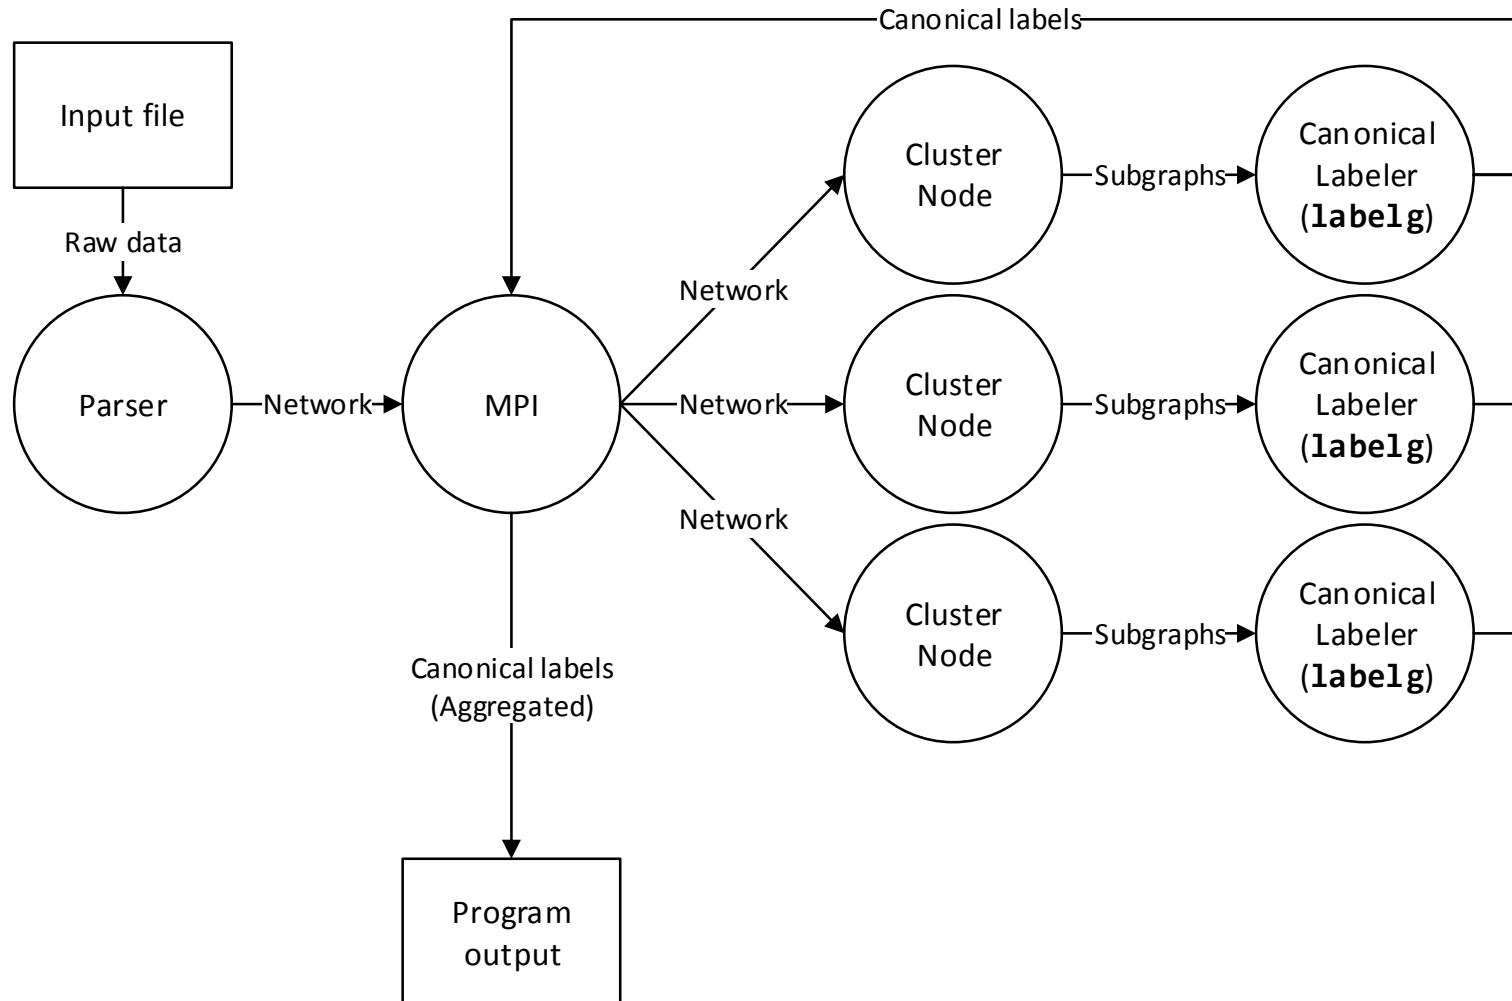 Canonical labels
Input file
Raw data
Parser
Network
MPI
Network
Network
Network
Cluster
Node
Subgraphs
Canonical
Labeler
(labelg)
Cluster
Node
Subgraphs
Canonical
Labeler
(labelg)
Cluster
Node
Subgraphs
Canonical
Labeler
(labelg)
Canonical labels
(Aggregated)
Program
output